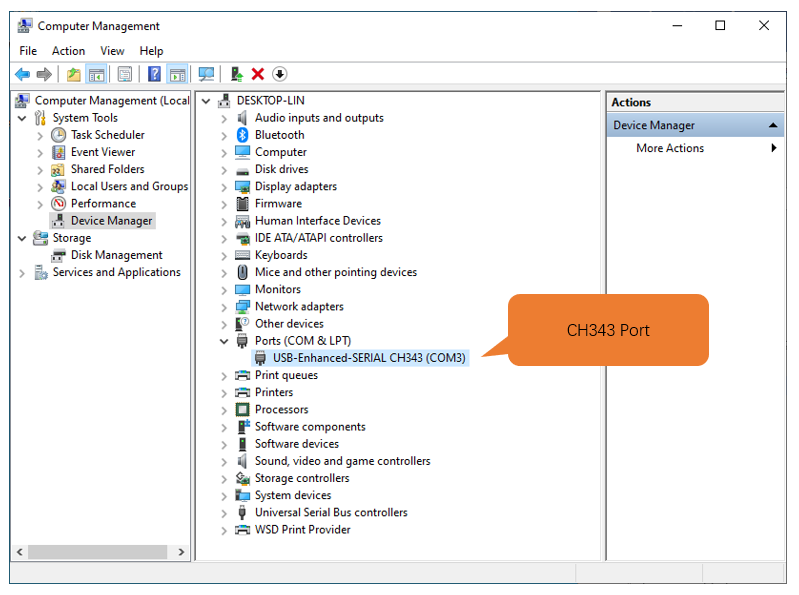 Computer Management
File Action View Help
Computer Management (Local
System Tools
Task Scheduler
Event Viewer
Shared Folders
Local Users and Groups
Performance
Device Manager
Storage
Disk Management
Services and Applications
DESKTOP-LIN
Audio inputs and outputs
Bluetooth
Computer
Disk drives
Display adapters
Firmware
Human Interface Devices
IDE ATA/ATAPI controllers
Keyboards
Mice and other pointing devices
Monitors
Network adapters
Other devices
Ports (COM & LPT)
USB-Enhanced-SERIAL CH343 (COM3)
Print queues
Printers
Processors
Software components
Software devices
Sound, video and game controllers
Storage controllers
System devices
Universal Serial Bus controllers
WSD Print Provider
CH343 Port
Actions
Device Manager
More Actions